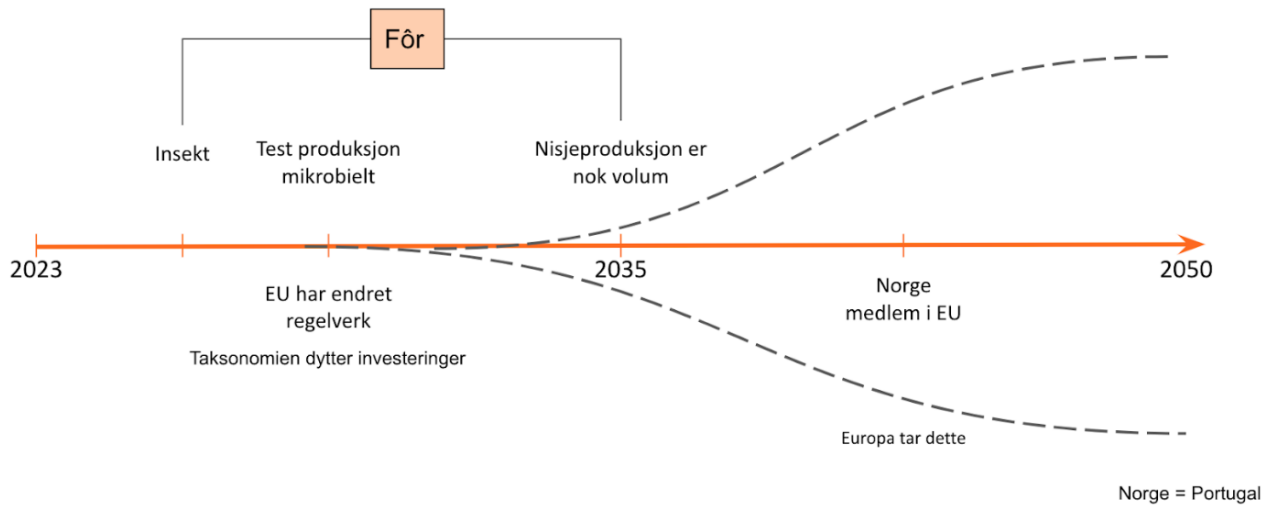 Fôr
Insekt
Test produksjon
mikrobielt
Nisjeproduksjon er
nok volum
2023
2035
2050
EU har endret
regelverk
Taksonomien dytter investeringer
Norge
medlem i EU
Europa tar dette
Norge = Portugal